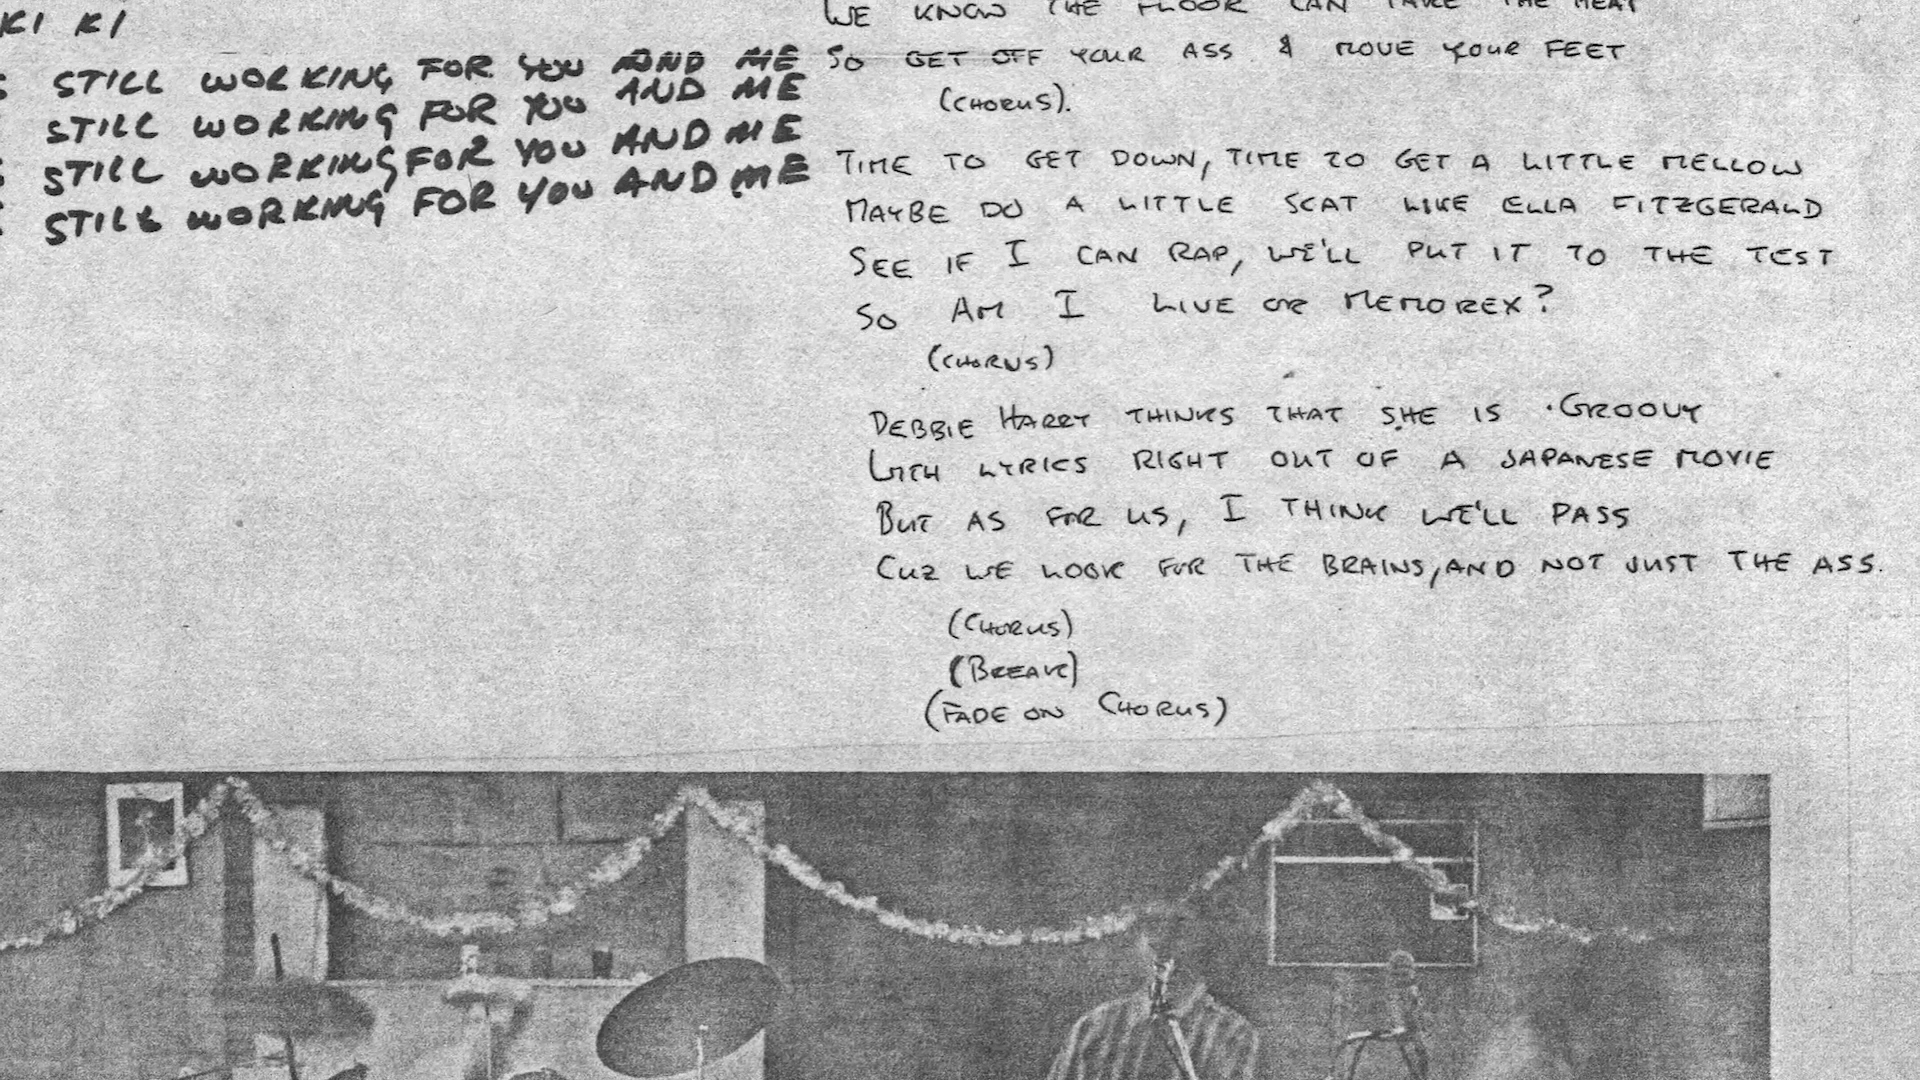 KI KI
STILL WORKING FOR YOU AND ME
STILL WORKING FOR YOU AND ME
STILL WORKING FOR YOU AND ME
STILL WORKING FOR YOU AND ME
WE KNOW THE FLOOR CAN TAKE THE HEAT
SO GET OFF YOUR ASS & MOVE YOUR FEET
(CHORUS).
TIME TO GET DOWN, TIME TO GET A LITTLE MELLOW
MAYBE DO A LITTLE SCAT LIKE ELLA FITZGERALD
SEE IF I CAN RAP, WE'LL PUT IT TO THE TEST
SO AM I LIVE OR MEMOREX?
(CHORUS)
DEBBIE HARRY THINKS THAT SHE IS GROOVY
WITH LYRICS RIGHT OUT OF A JAPANESE MOVIE
BUT AS FOR US, I THINK WE'LL PASS
CUZ WE LOOK FOR THE BRAINS, AND NOT JUST THE ASS.
(CHORUS)
(BREAK)
(FADE ON CHORUS)